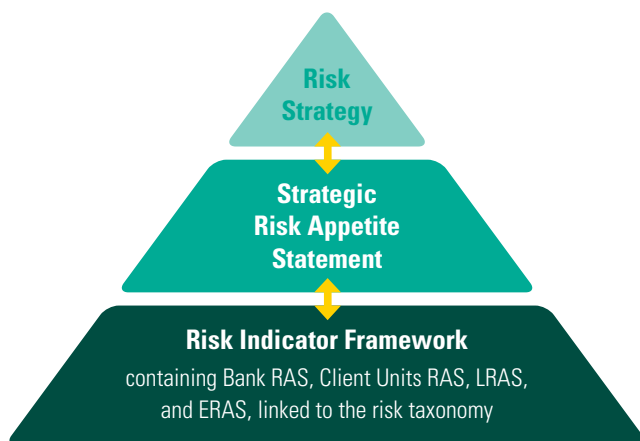 Risk
Strategy
Strategic
Risk Appetite
Statement
Risk Indicator Framework
containing Bank RAS, Client Units RAS, LRAS,
and ERAS, linked to the risk taxonomy